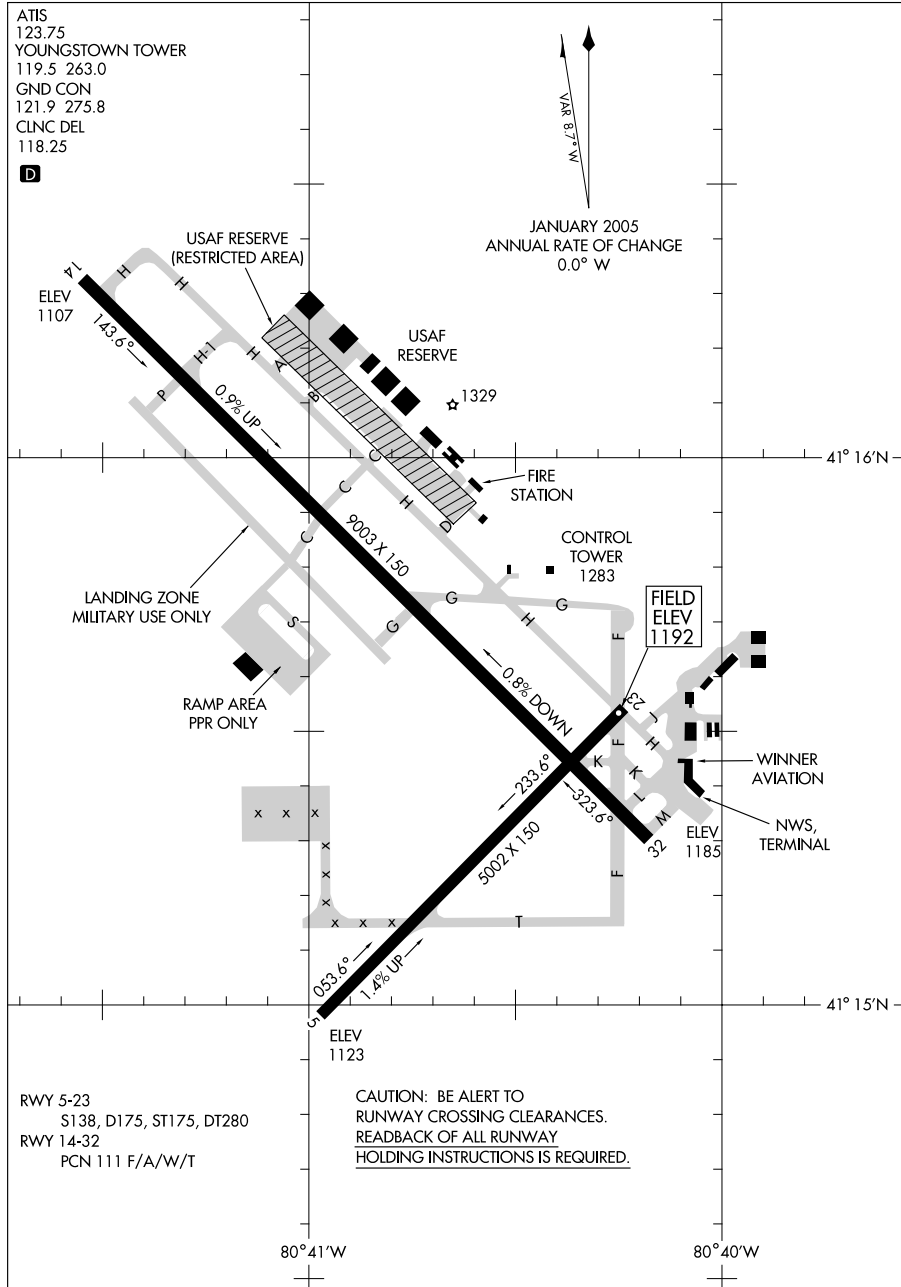 ATIS
123.75
YOUNGSTOWN TOWER
119.5 263.0
GND CON
121.9 275.8
CLNC DEL
118.25
D
VAR 8.7° W
JANUARY 2005
ANNUAL RATE OF CHANGE
0.0° W
USAF RESERVE
(RESTRICTED AREA)
14
ELEV
1107
143.6°
H
H
H-1
H
P
A
B
0.9% UP
USAF
RESERVE
1329
41° 16'N
FIRE
STATION
C
C
C
H
D
9003 X 150
CONTROL
TOWER
1283
LANDING ZONE
MILITARY USE ONLY
S
G
G
G
H
F
FIELD
ELEV
1192
RAMP AREA
PPR ONLY
0.8% DOWN
23
J
H
F
K
K
L
M
WINNER
AVIATION
NWS,
TERMINAL
233.6°
323.6°
32
ELEV
1185
5002 X 150
x x x
x
x
x
x x x
F
T
053.6°
1.4% UP
5
ELEV
1123
41° 15'N
RWY 5-23
S138, D175, ST175, DT280
RWY 14-32
PCN 111 F/A/W/T
CAUTION: BE ALERT TO
RUNWAY CROSSING CLEARANCES.
READBACK OF ALL RUNWAY
HOLDING INSTRUCTIONS IS REQUIRED.
80°41'W
80°40'W